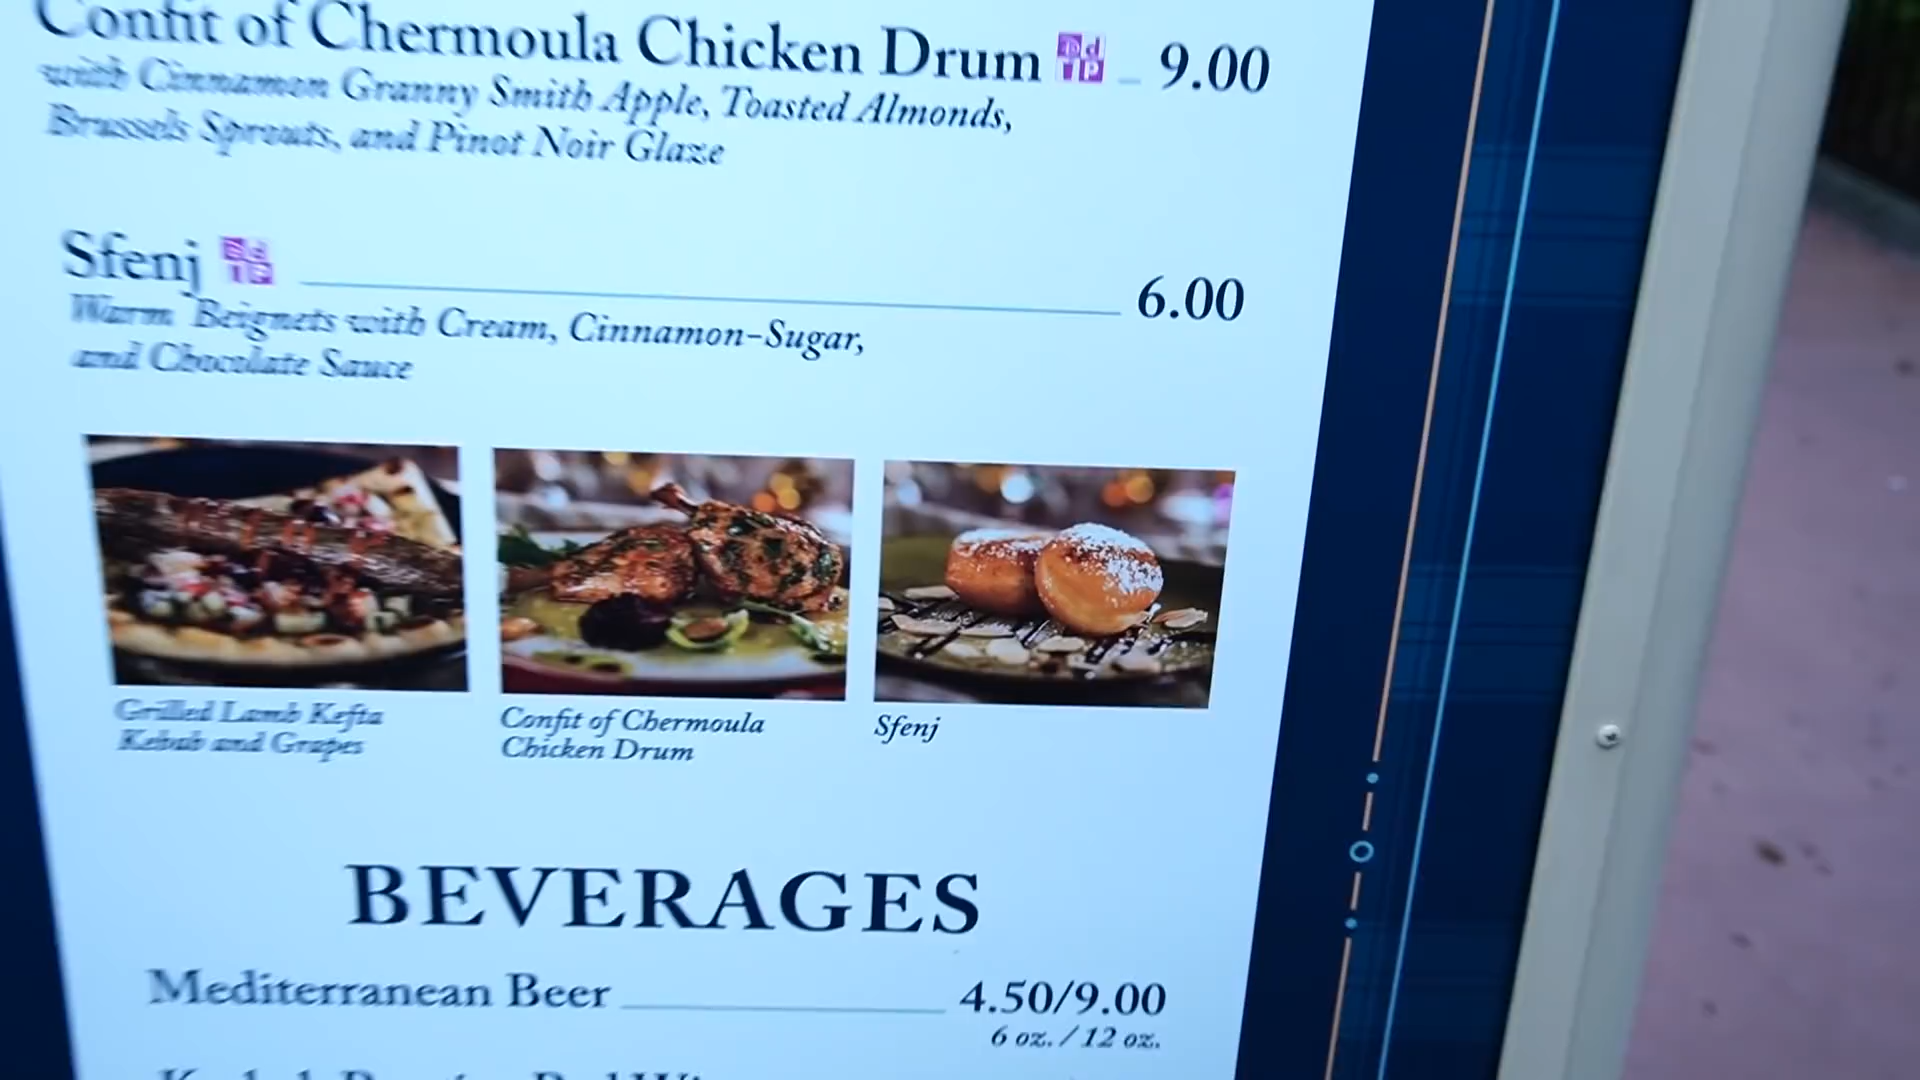 Confit of Chermoula Chicken Drum 9.00
with Cinnamon Granny Smith Apple, Toasted Almonds,
Brussels Sprouts, and Pinot Noir Glaze
Sfenj 6.00
Warm Beignets with Cream, Cinnamon-Sugar,
and Chocolate Sauce
Grilled Lamb Kefta
Kebab and Grapes
Confit of Chermoula
Chicken Drum
Sfenj
BEVERAGES
Mediterranean Beer 4.50/9.00
6 oz. / 12 oz.